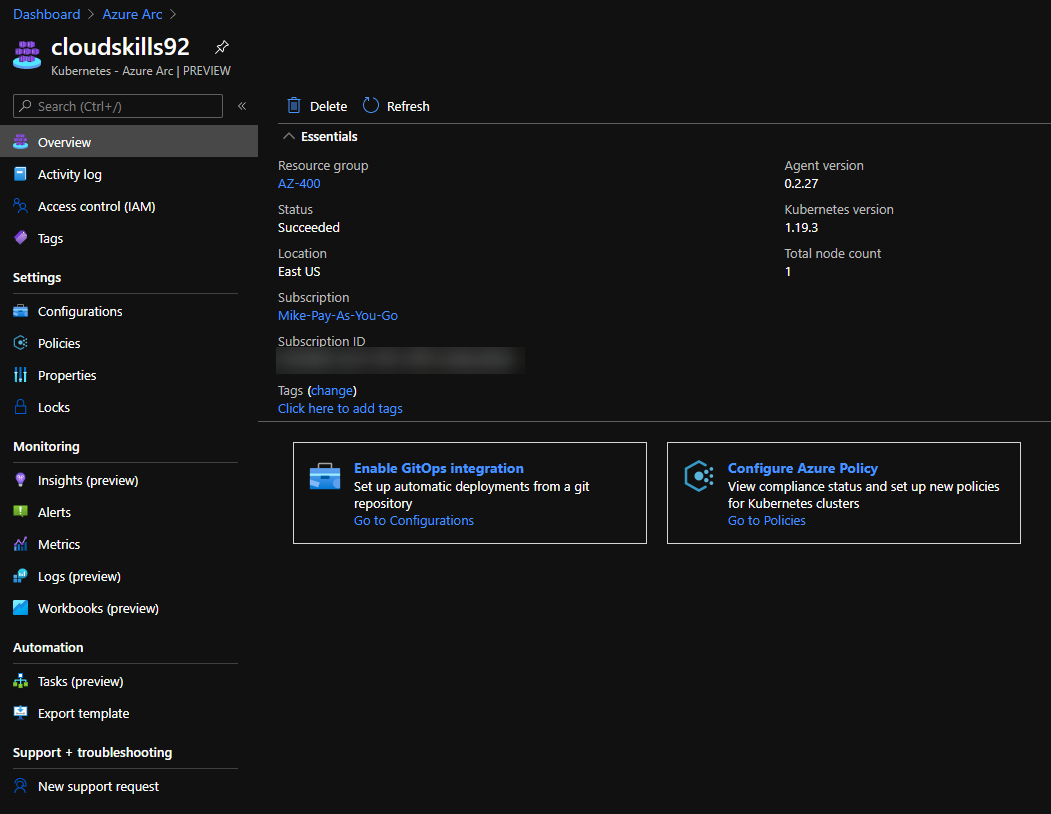 Dashboard > Azure Arc >
cloudskills92
Kubernetes - Azure Arc | PREVIEW
Search (Ctrl+/)
«
Overview
Activity log
Access control (IAM)
Tags
Settings
Configurations
Policies
Properties
Locks
Monitoring
Insights (preview)
Alerts
Metrics
Logs (preview)
Workbooks (preview)
Automation
Tasks (preview)
Export template
Support + troubleshooting
New support request
Delete Refresh
Essentials
Resource group
AZ-400
Status
Succeeded
Location
East US
Subscription
Mike-Pay-As-You-Go
Subscription ID
Tags (change)
Click here to add tags
Agent version
0.2.27
Kubernetes version
1.19.3
Total node count
1
Enable GitOps integration
Set up automatic deployments from a git
repository
Go to Configurations
Configure Azure Policy
View compliance status and set up new policies
for Kubernetes clusters
Go to Policies